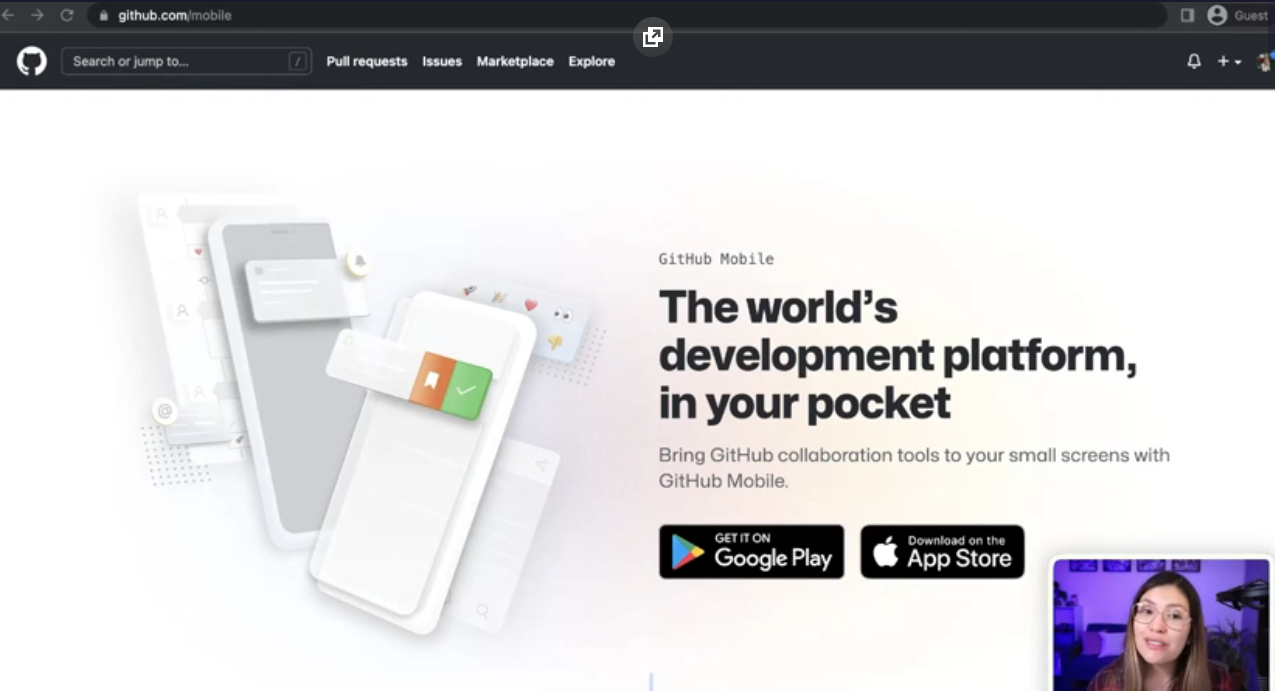 github.com/mobile
Guest
Search or jump to... /
Pull requests Issues Marketplace Explore
GitHub Mobile
The world's
development platform,
in your pocket
Bring GitHub collaboration tools to your small screens with
GitHub Mobile.
GET IT ON
Google Play
Download on the
App Store
@